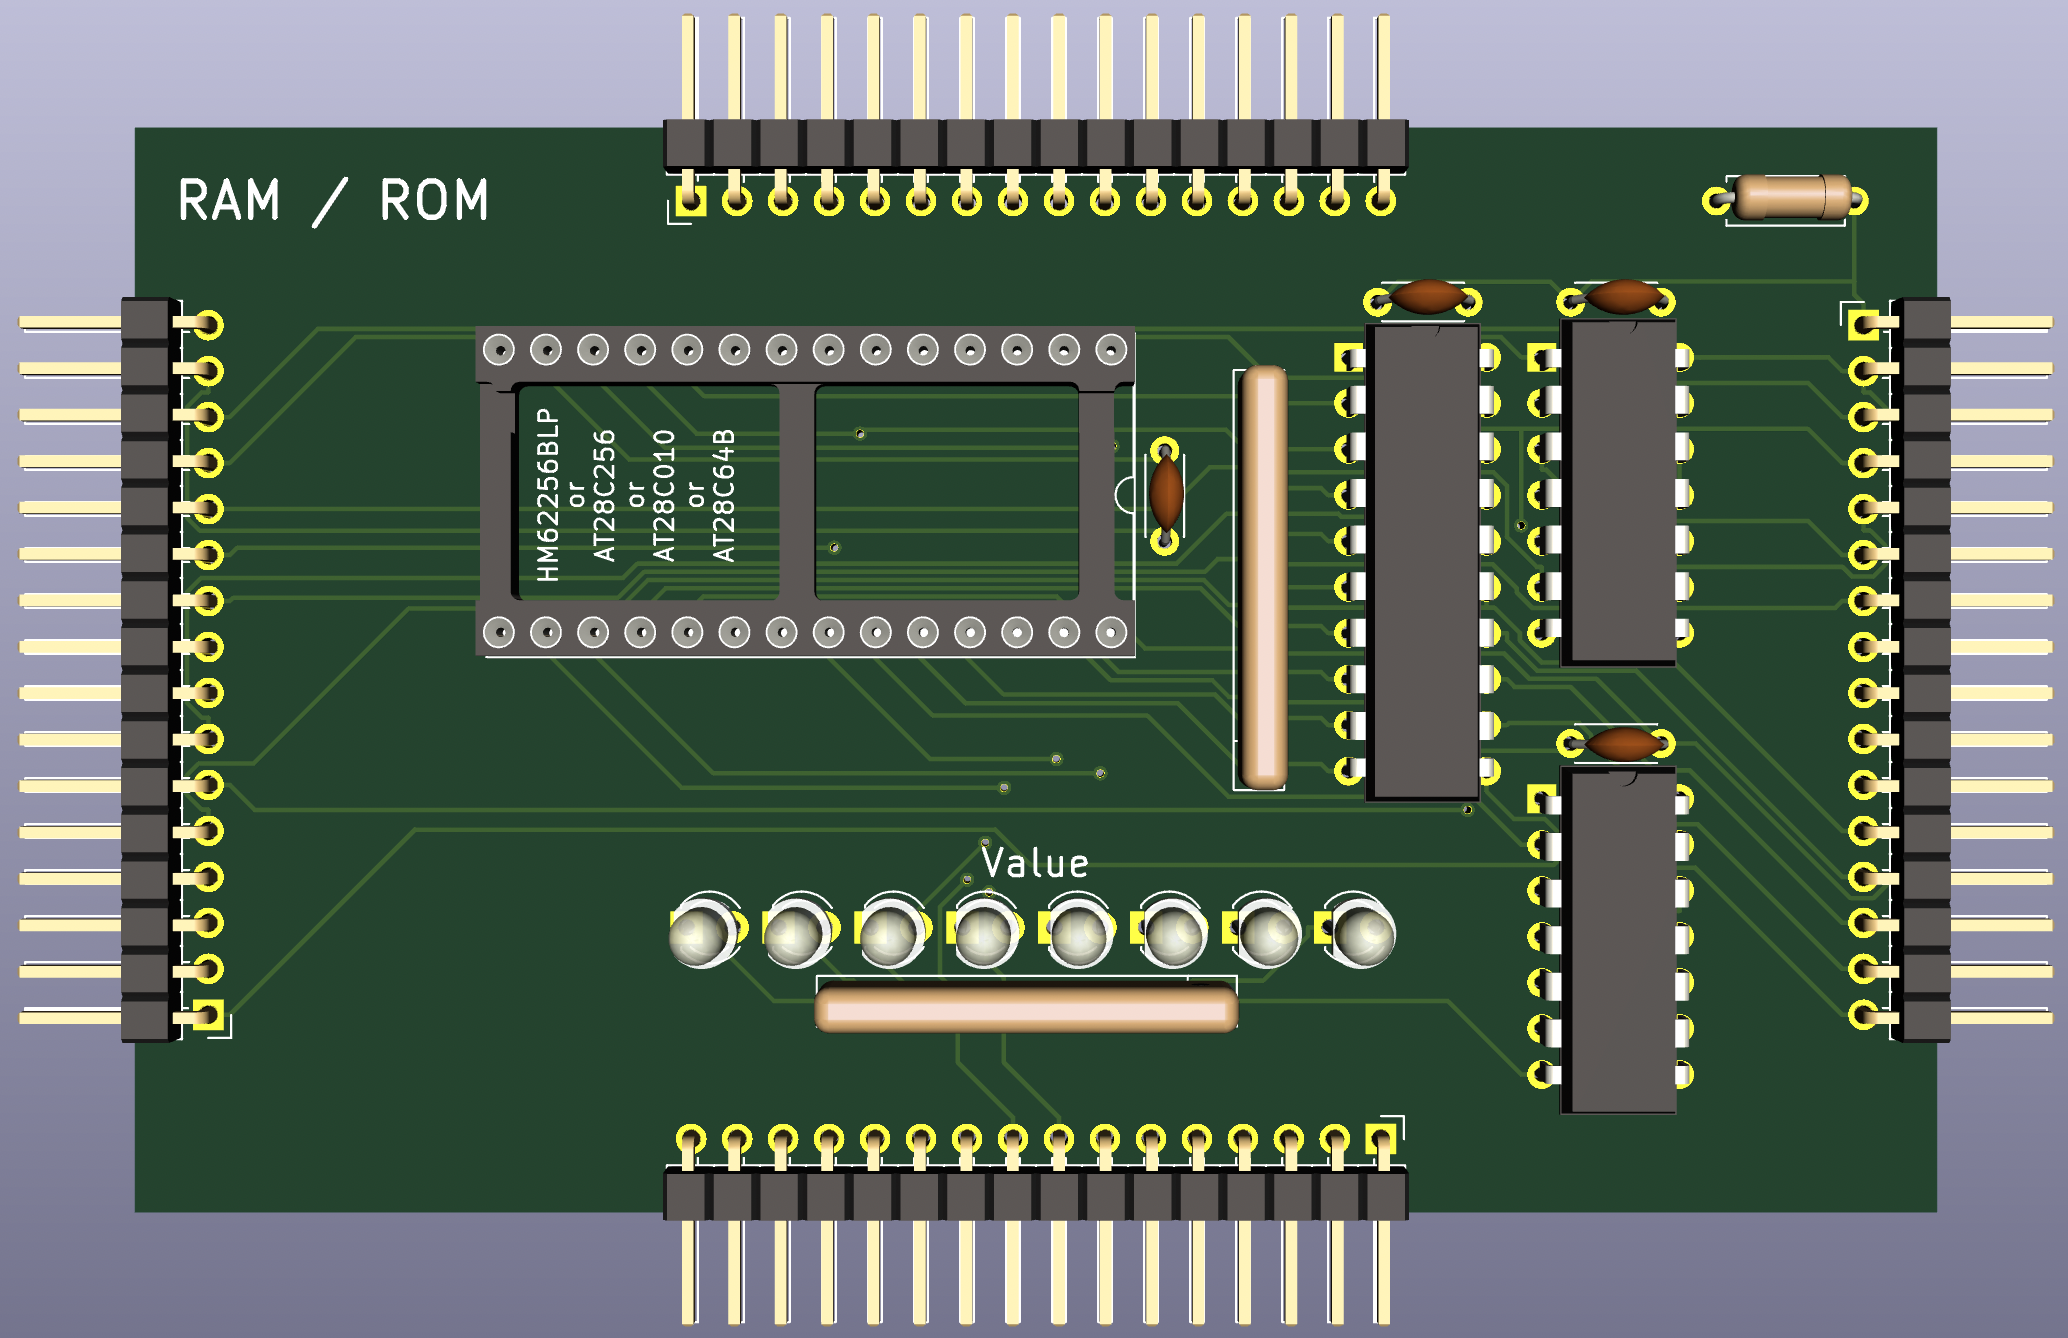 RAM / ROM
HM62256BLP
or
AT28C256
or
AT28C010
or
AT28C64B
Value